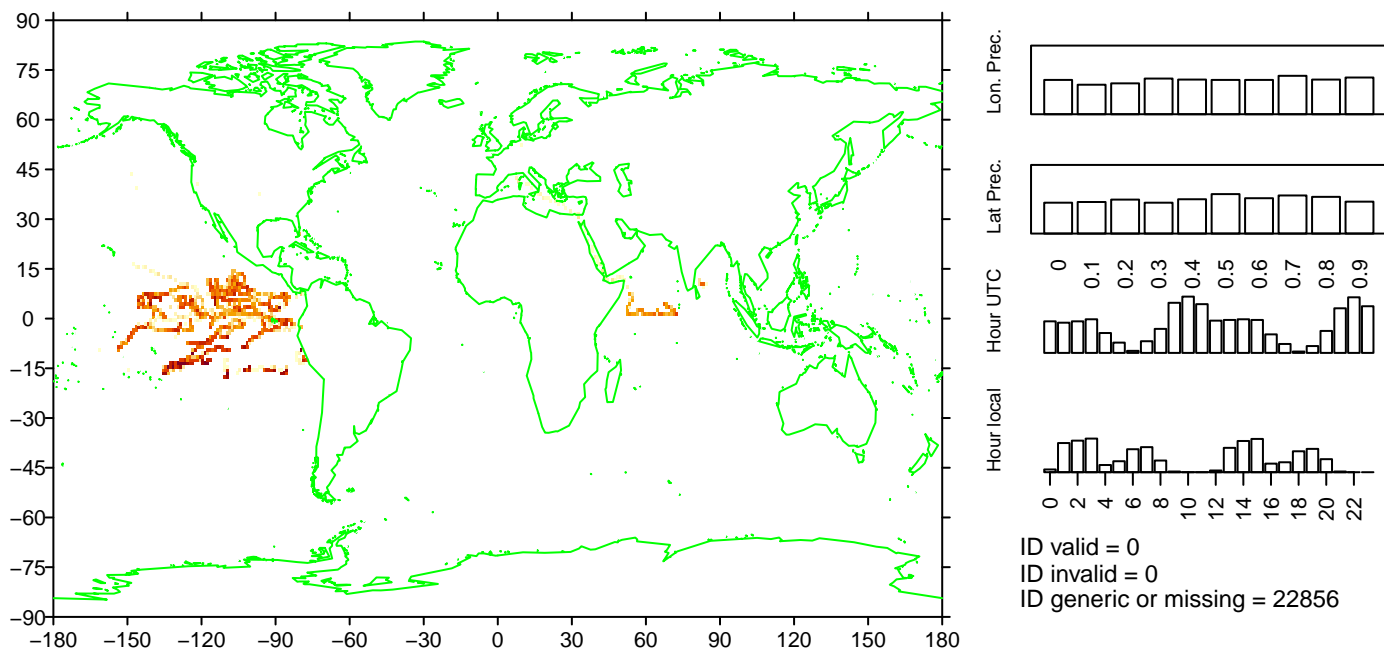 90
75
60
45
30
15
0
−15
−30
−45
−60
−75
−90
−180 −150 −120 −90 −60 −30 0 30 60 90 120 150 180
Lon. Prec.
Lat Prec.
0 0.1 0.2 0.3 0.4 0.5 0.6 0.7 0.8 0.9
Hour UTC
Hour local
0 2 4 6 8 10 12 14 16 18 20 22
ID valid = 0
ID invalid = 0
ID generic or missing = 22856